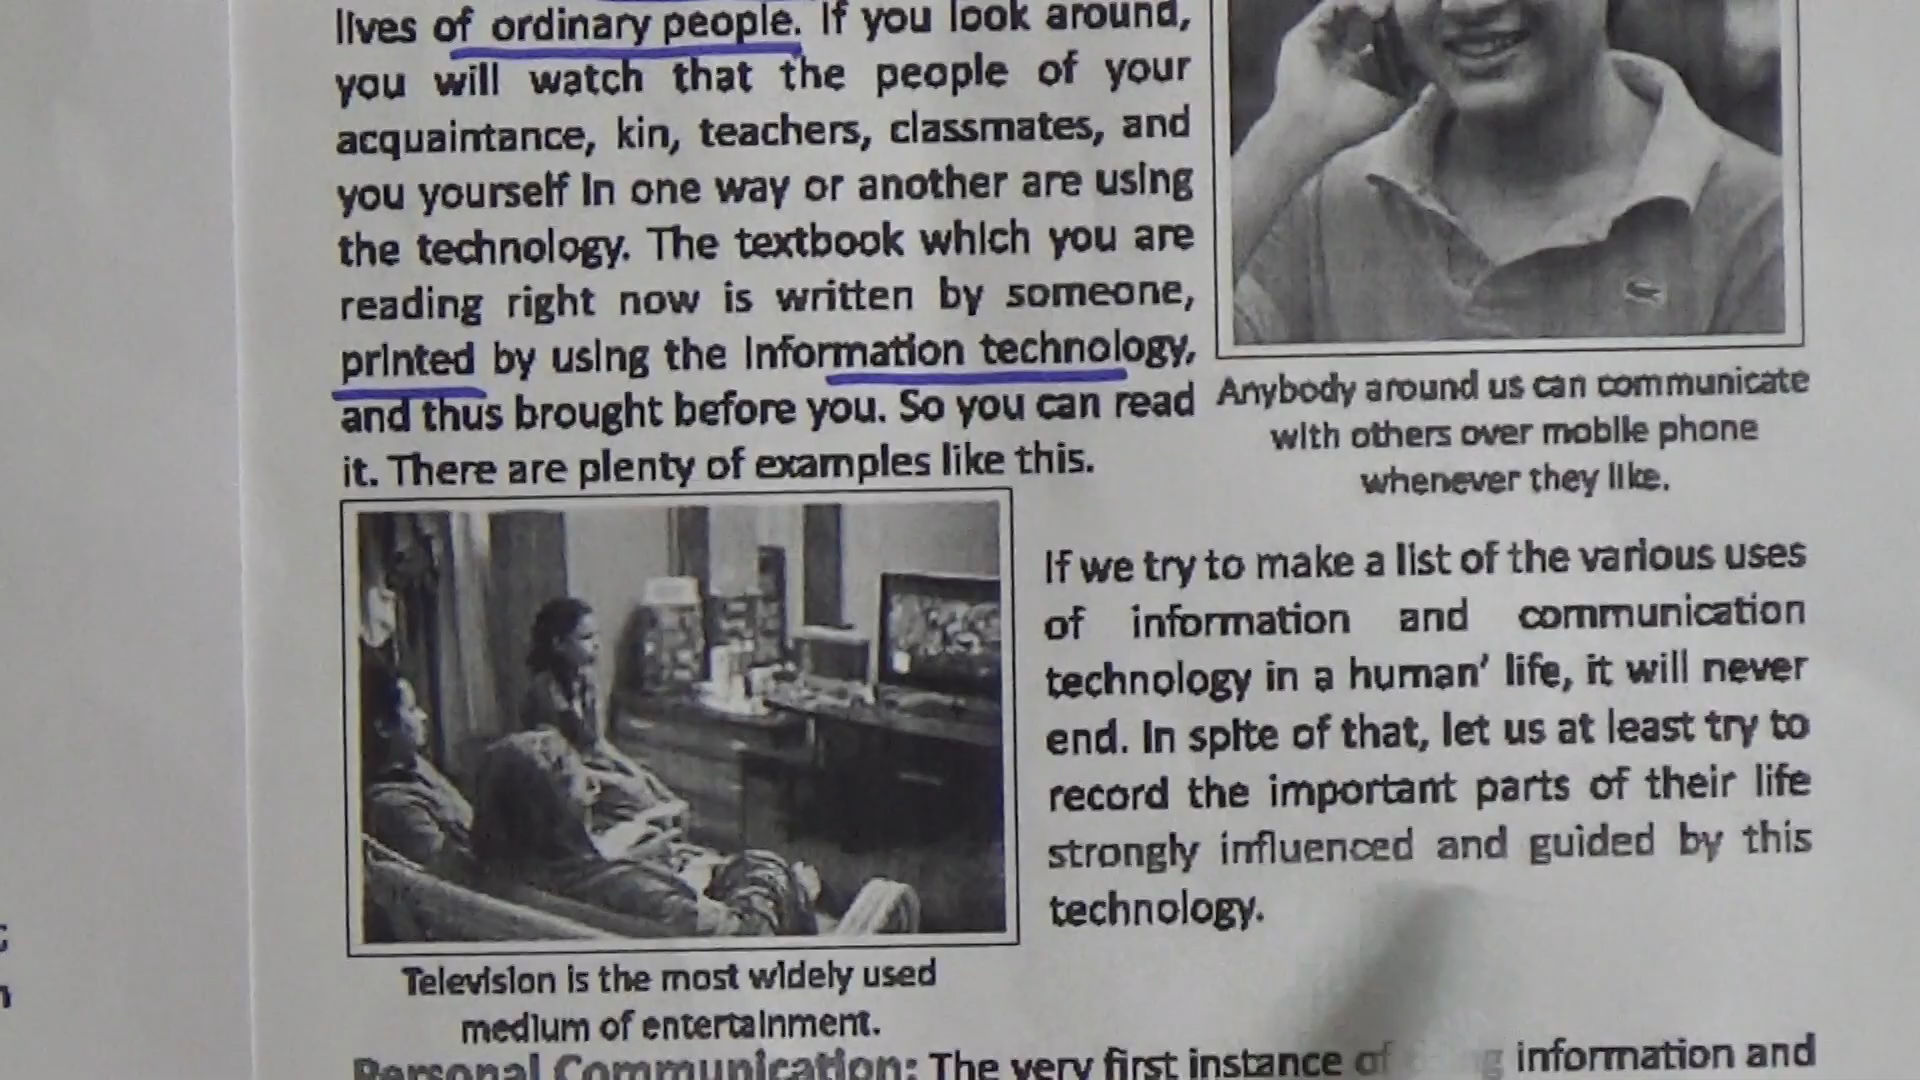 lives of ordinary people. If you look around,
you will watch that the people of your
acquaintance, kin, teachers, classmates, and
you yourself in one way or another are using
the technology. The textbook which you are
reading right now is written by someone,
printed by using the information technology,
and thus brought before you. So you can read
it. There are plenty of examples like this.
Anybody around us can communicate
with others over mobile phone
whenever they like.
If we try to make a list of the various uses
of information and communication
technology in a human' life, it will never
end. In spite of that, let us at least try to
record the important parts of their life
strongly influenced and guided by this
technology.
Television is the most widely used
medium of entertainment.
Personal Communication: The very first instance of information and